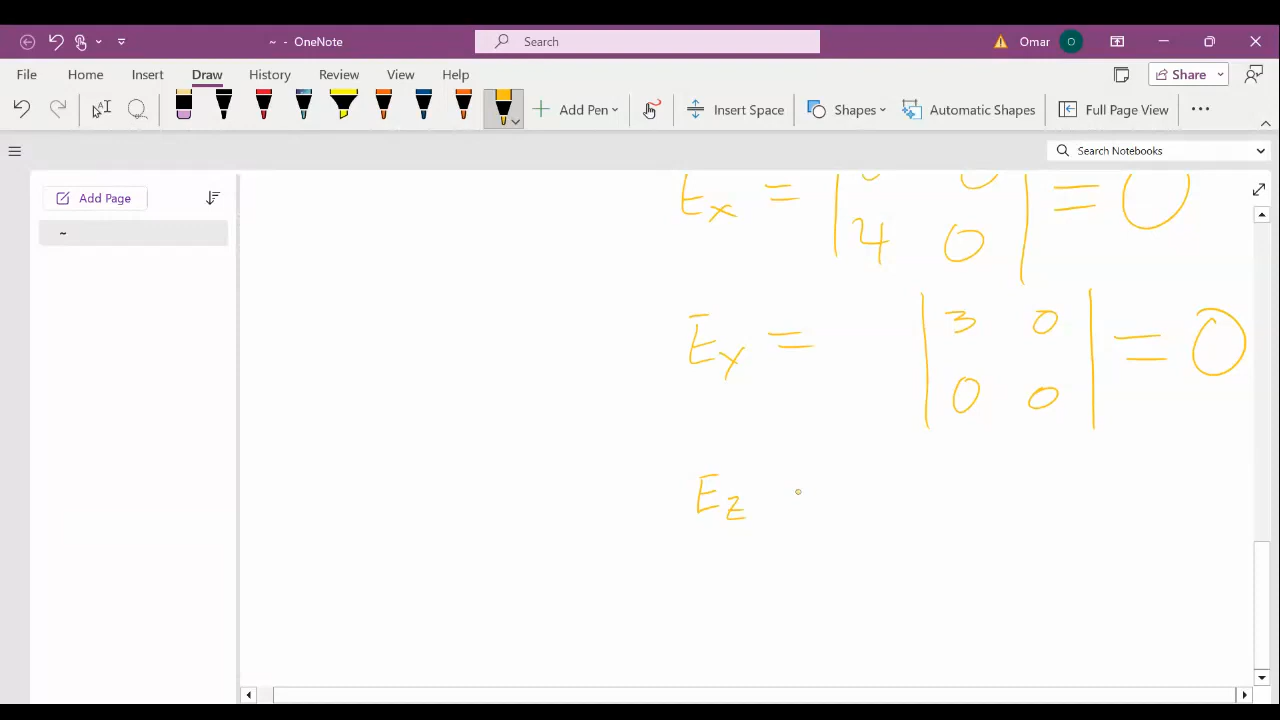 ~ - OneNote
Search
Omar
O
File Home Insert Draw History Review View Help
Share
Add Pen
Insert Space
Shapes
Automatic Shapes
Full Page View
Search Notebooks
Add Page
~
Ex = | | = 0
4 0
Ey = | 3 0 | = 0
0 0
Ez